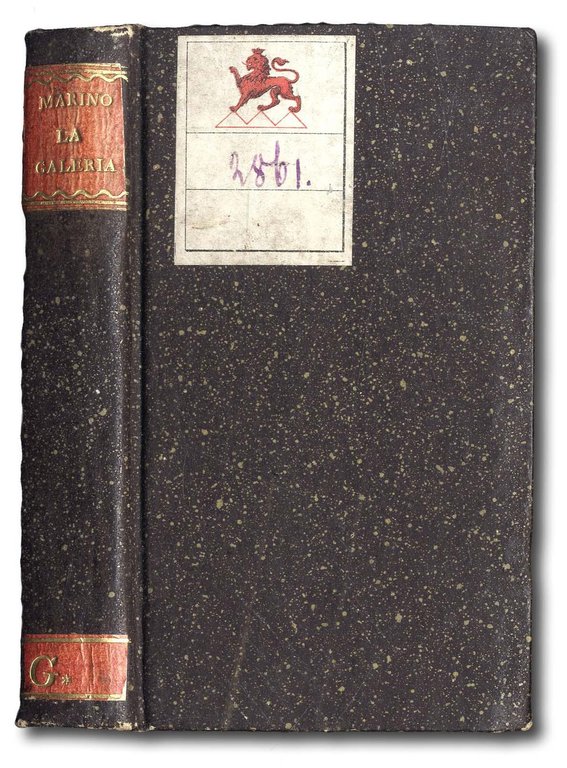 MARINO
LA
GALERIA
G.*
2861.